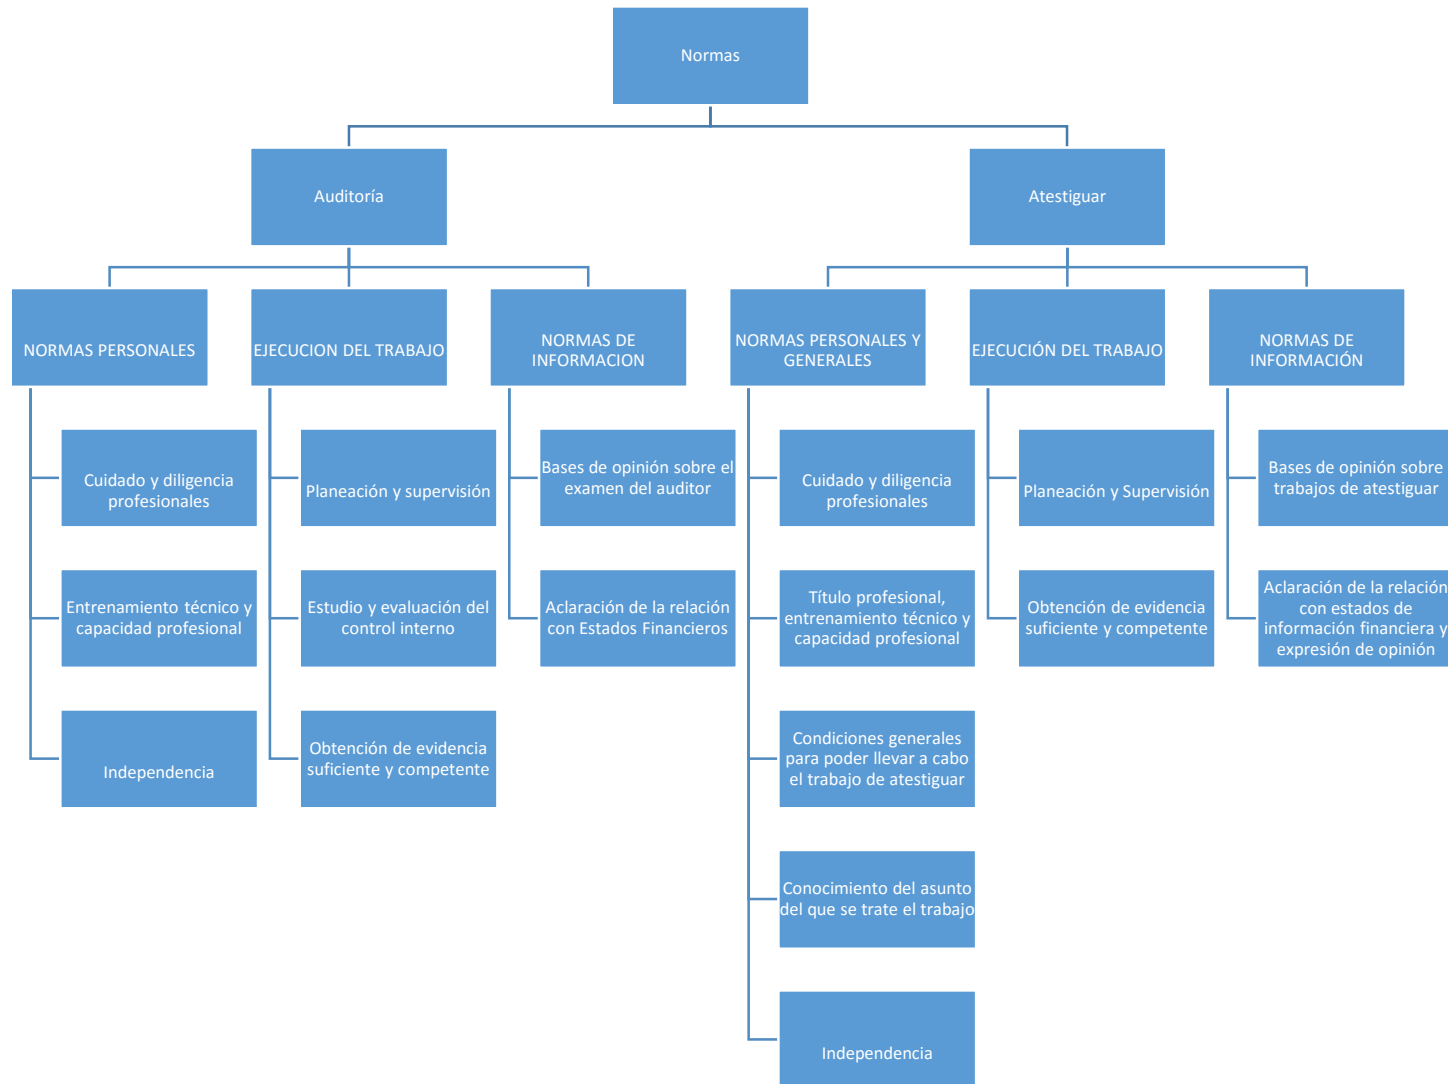 Normas
Auditoría
Atestiguar
NORMAS PERSONALES
EJECUCION DEL TRABAJO
NORMAS DE
INFORMACION
NORMAS PERSONALES Y
GENERALES
EJECUCIÓN DEL TRABAJO
NORMAS DE
INFORMACIÓN
Cuidado y diligencia
profesionales
Planeación y supervisión
Bases de opinión sobre el
examen del auditor
Cuidado y diligencia
profesionales
Planeación y Supervisión
Bases de opinión sobre
trabajos de atestiguar
Entrenamiento técnico y
capacidad profesional
Estudio y evaluación del
control interno
Aclaración de la relación
con Estados Financieros
Título profesional,
entrenamiento técnico y
capacidad profesional
Obtención de evidencia
suficiente y competente
Aclaración de la relación
con estados de
información financiera y
expresión de opinión
Independencia
Obtención de evidencia
suficiente y competente
Condiciones generales
para poder llevar a cabo
el trabajo de atestiguar
Conocimiento del asunto
del que se trate el trabajo
Independencia